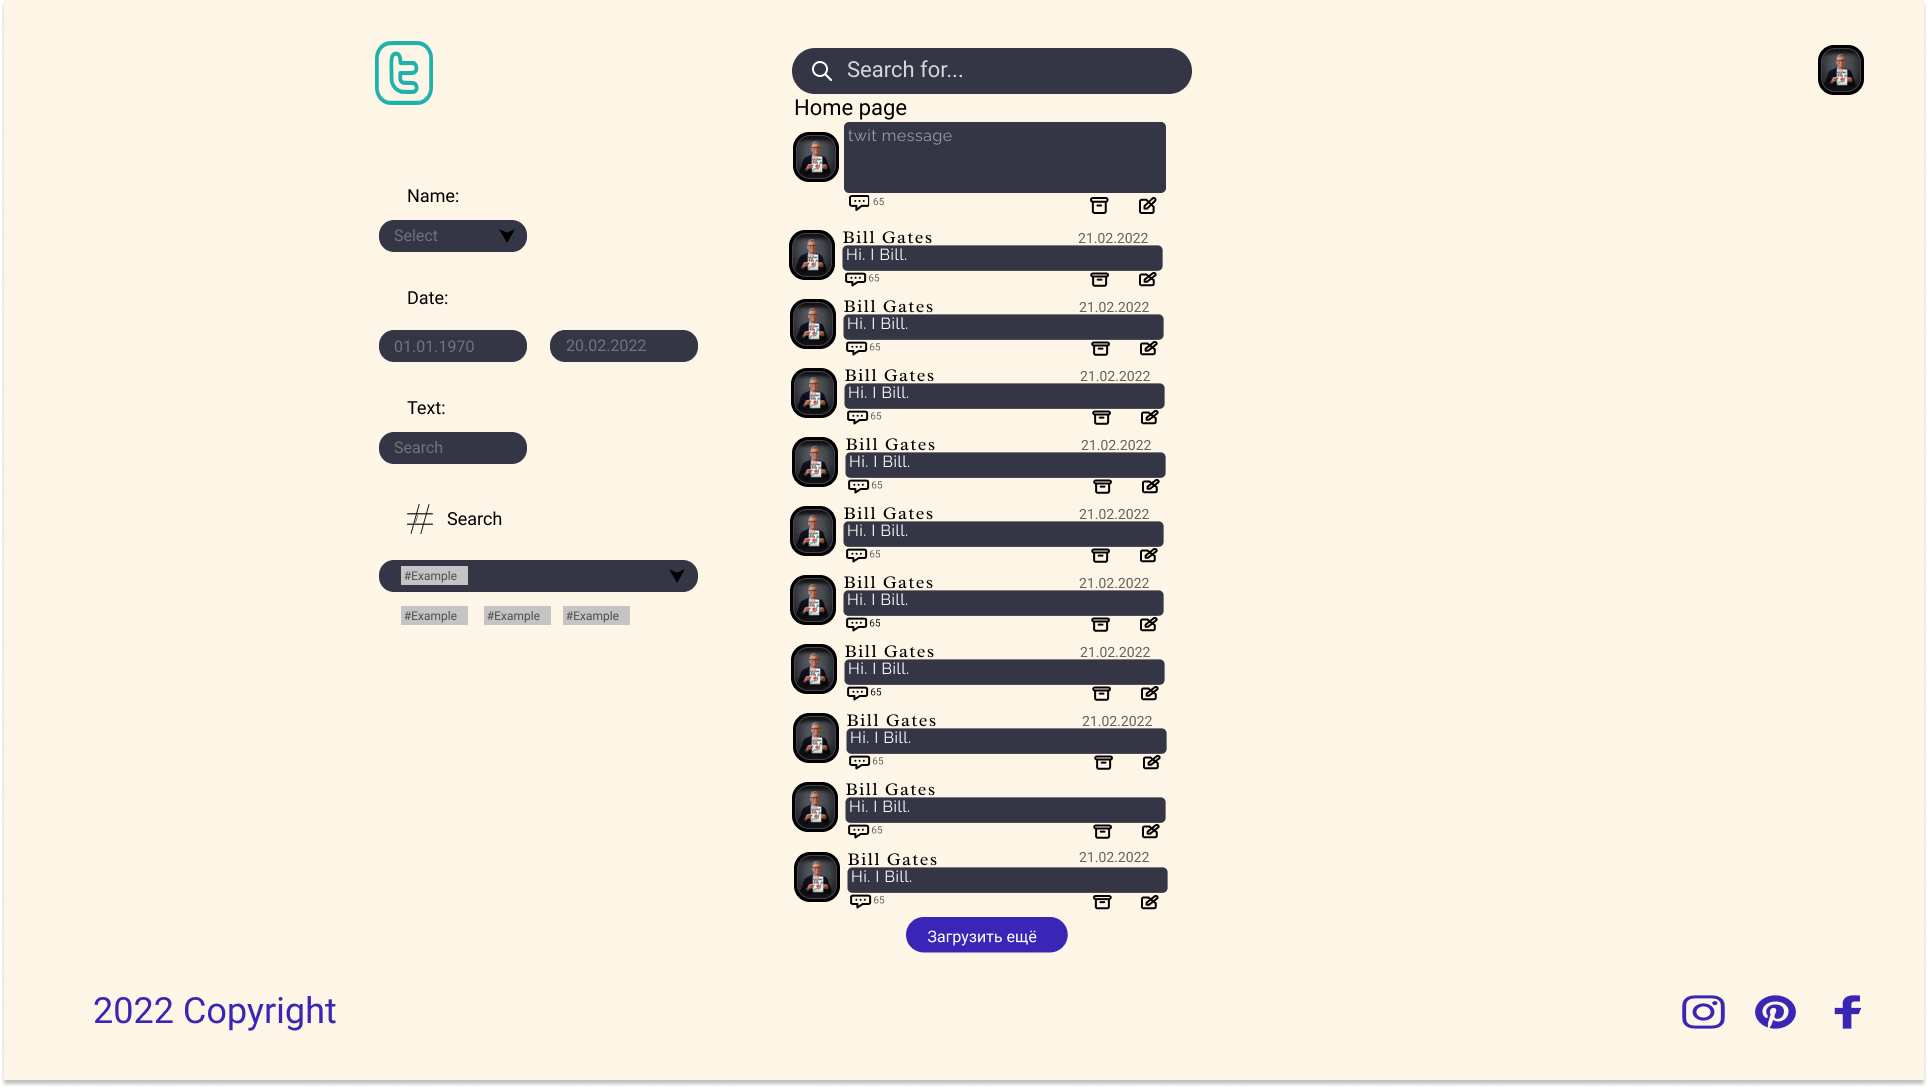 Search for...
Home page
twit message
65
Name:
Select
Date:
01.01.1970 20.02.2022
Text:
Search
# Search
#Example
#Example #Example #Example
Bill Gates 21.02.2022
Hi. I Bill.
65
Bill Gates 21.02.2022
Hi. I Bill.
65
Bill Gates 21.02.2022
Hi. I Bill.
65
Bill Gates 21.02.2022
Hi. I Bill.
65
Bill Gates 21.02.2022
Hi. I Bill.
65
Bill Gates 21.02.2022
Hi. I Bill.
65
Bill Gates 21.02.2022
Hi. I Bill.
65
Bill Gates 21.02.2022
Hi. I Bill.
65
Bill Gates
Hi. I Bill.
65
Bill Gates 21.02.2022
Hi. I Bill.
65
Загрузить ещё
2022 Copyright